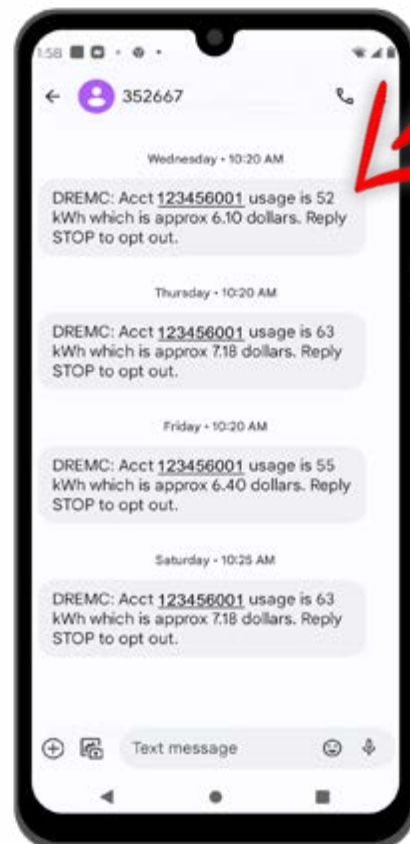 1:58
352667
Wednesday • 10:20 AM
DREMC: Acct 123456001 usage is 52
kWh which is approx 6.10 dollars. Reply
STOP to opt out.
Thursday • 10:20 AM
DREMC: Acct 123456001 usage is 63
kWh which is approx 7.18 dollars. Reply
STOP to opt out.
Friday • 10:20 AM
DREMC: Acct 123456001 usage is 55
kWh which is approx 6.40 dollars. Reply
STOP to opt out.
Saturday • 10:25 AM
DREMC: Acct 123456001 usage is 63
kWh which is approx 7.18 dollars. Reply
STOP to opt out.
Text message